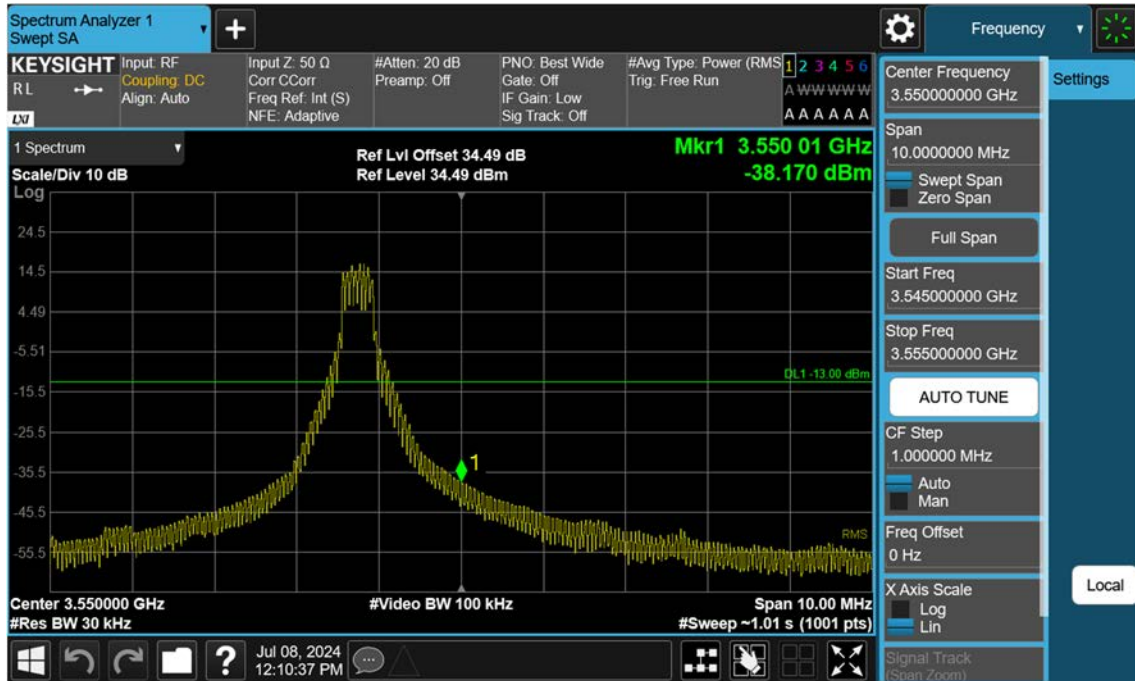 Spectrum Analyzer 1
Swept SA
Frequency
KEYSIGHT
RL
LXI
Input: RF
Coupling: DC
Align: Auto
Input Z: 50 Ω
Corr CCorr
Freq Ref: Int (S)
NFE: Adaptive
#Atten: 20 dB
Preamp: Off
PNO: Best Wide
Gate: Off
IF Gain: Low
Sig Track: Off
#Avg Type: Power (RMS
Trig: Free Run
1 2 3 4 5 6
A W W W W W
A A A A A A
1 Spectrum
Scale/Div 10 dB
Ref Lvl Offset 34.49 dB
Ref Level 34.49 dBm
Mkr1 3.550 01 GHz
-38.170 dBm
Log
24.5
14.5
4.49
-5.51
-15.5
-25.5
-35.5
-45.5
-55.5
DL1 -13.00 dBm
1
RMS
Center 3.550000 GHz
#Res BW 30 kHz
#Video BW 100 kHz
Span 10.00 MHz
#Sweep ~1.01 s (1001 pts)
Center Frequency
3.550000000 GHz
Span
10.0000000 MHz
Swept Span
Zero Span
Full Span
Start Freq
3.545000000 GHz
Stop Freq
3.555000000 GHz
AUTO TUNE
CF Step
1.000000 MHz
Auto
Man
Freq Offset
0 Hz
X Axis Scale
Log
Lin
Signal Track
(Span Zoom)
Settings
Local
?
Jul 08, 2024
12:10:37 PM